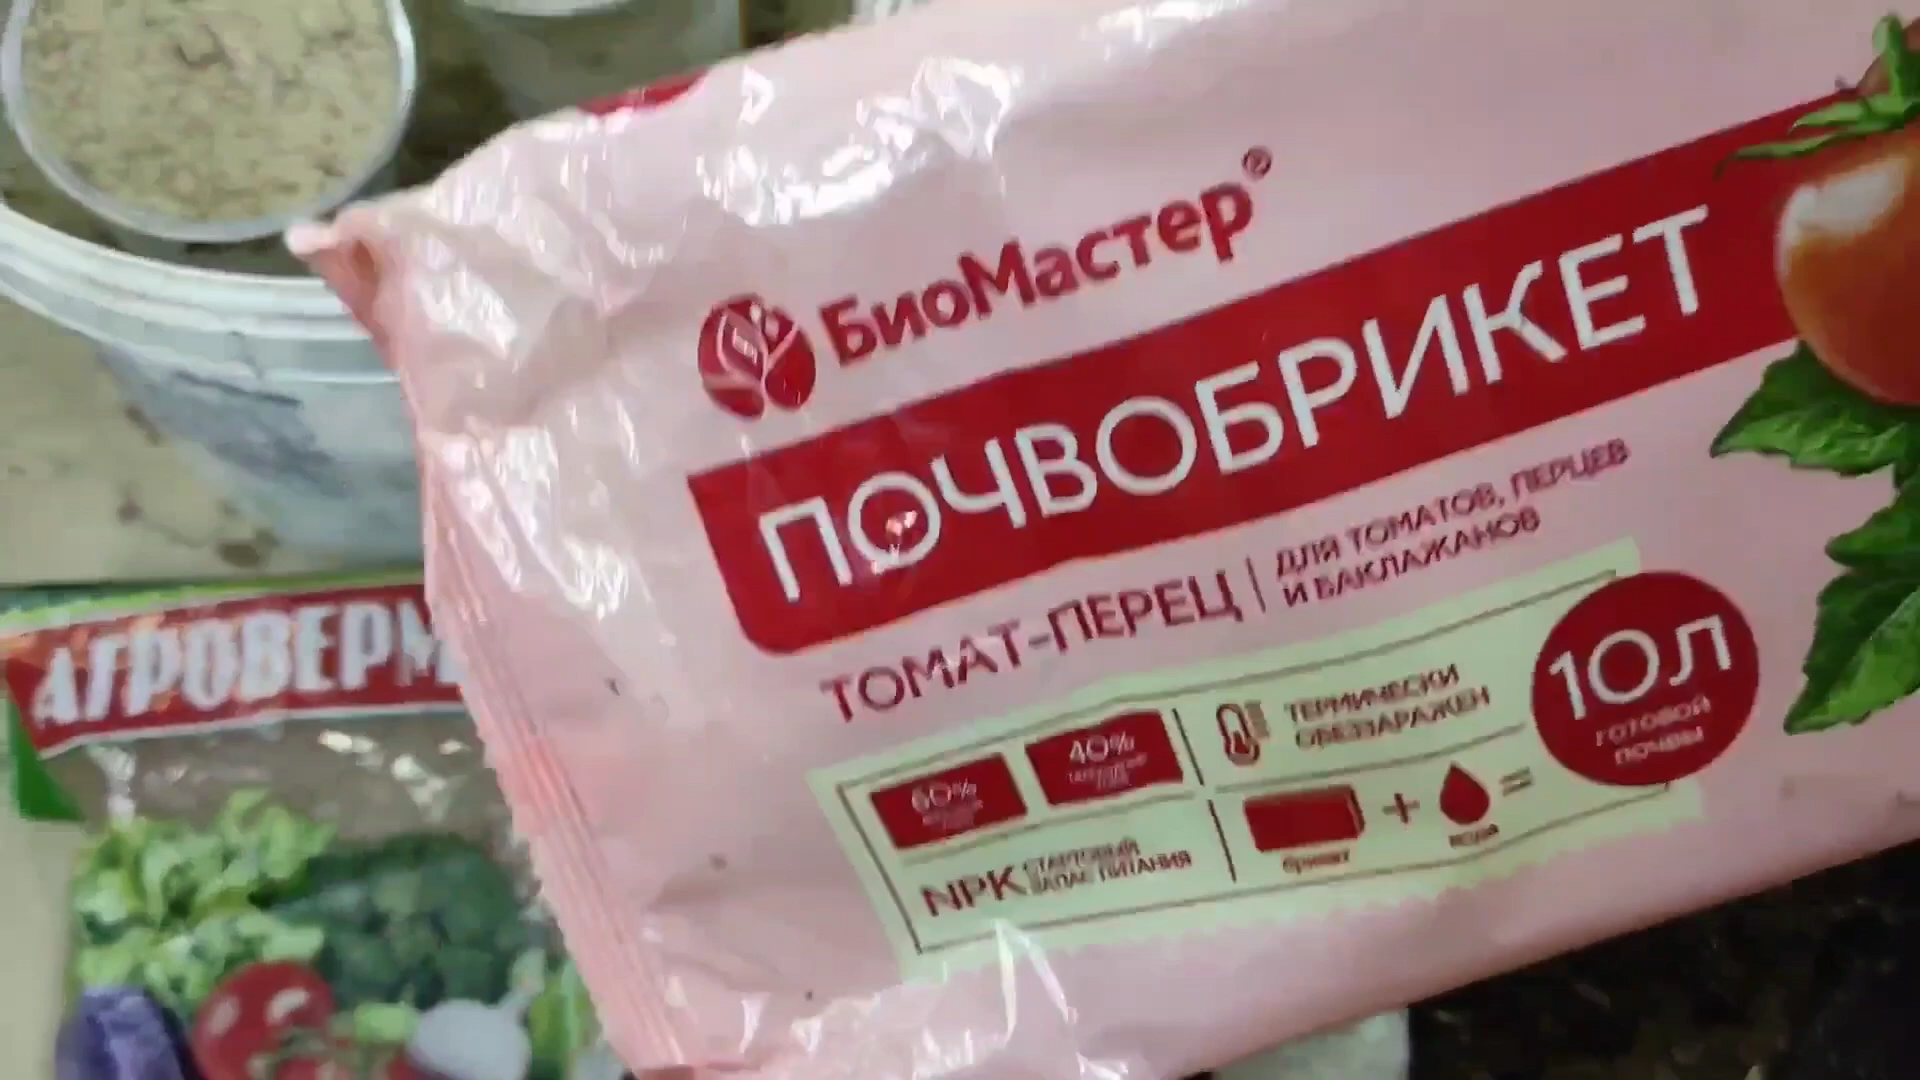 БиоМастер®
ПОЧВОБРИКЕТ
ТОМАТ-ПЕРЕЦ
ДЛЯ ТОМАТОВ, ПЕРЦЕВ
И БАКЛАЖАНОВ
60%
40%
ТЕРМИЧЕСКИ
ОБЕЗЗАРАЖЕН
10Л
ГОТОВОЙ
ПОЧВЫ
NPK
СТАРТОВЫЙ
ЗАПАС ПИТАНИЯ
брикет
+
вода
=
АГРОВЕРМ